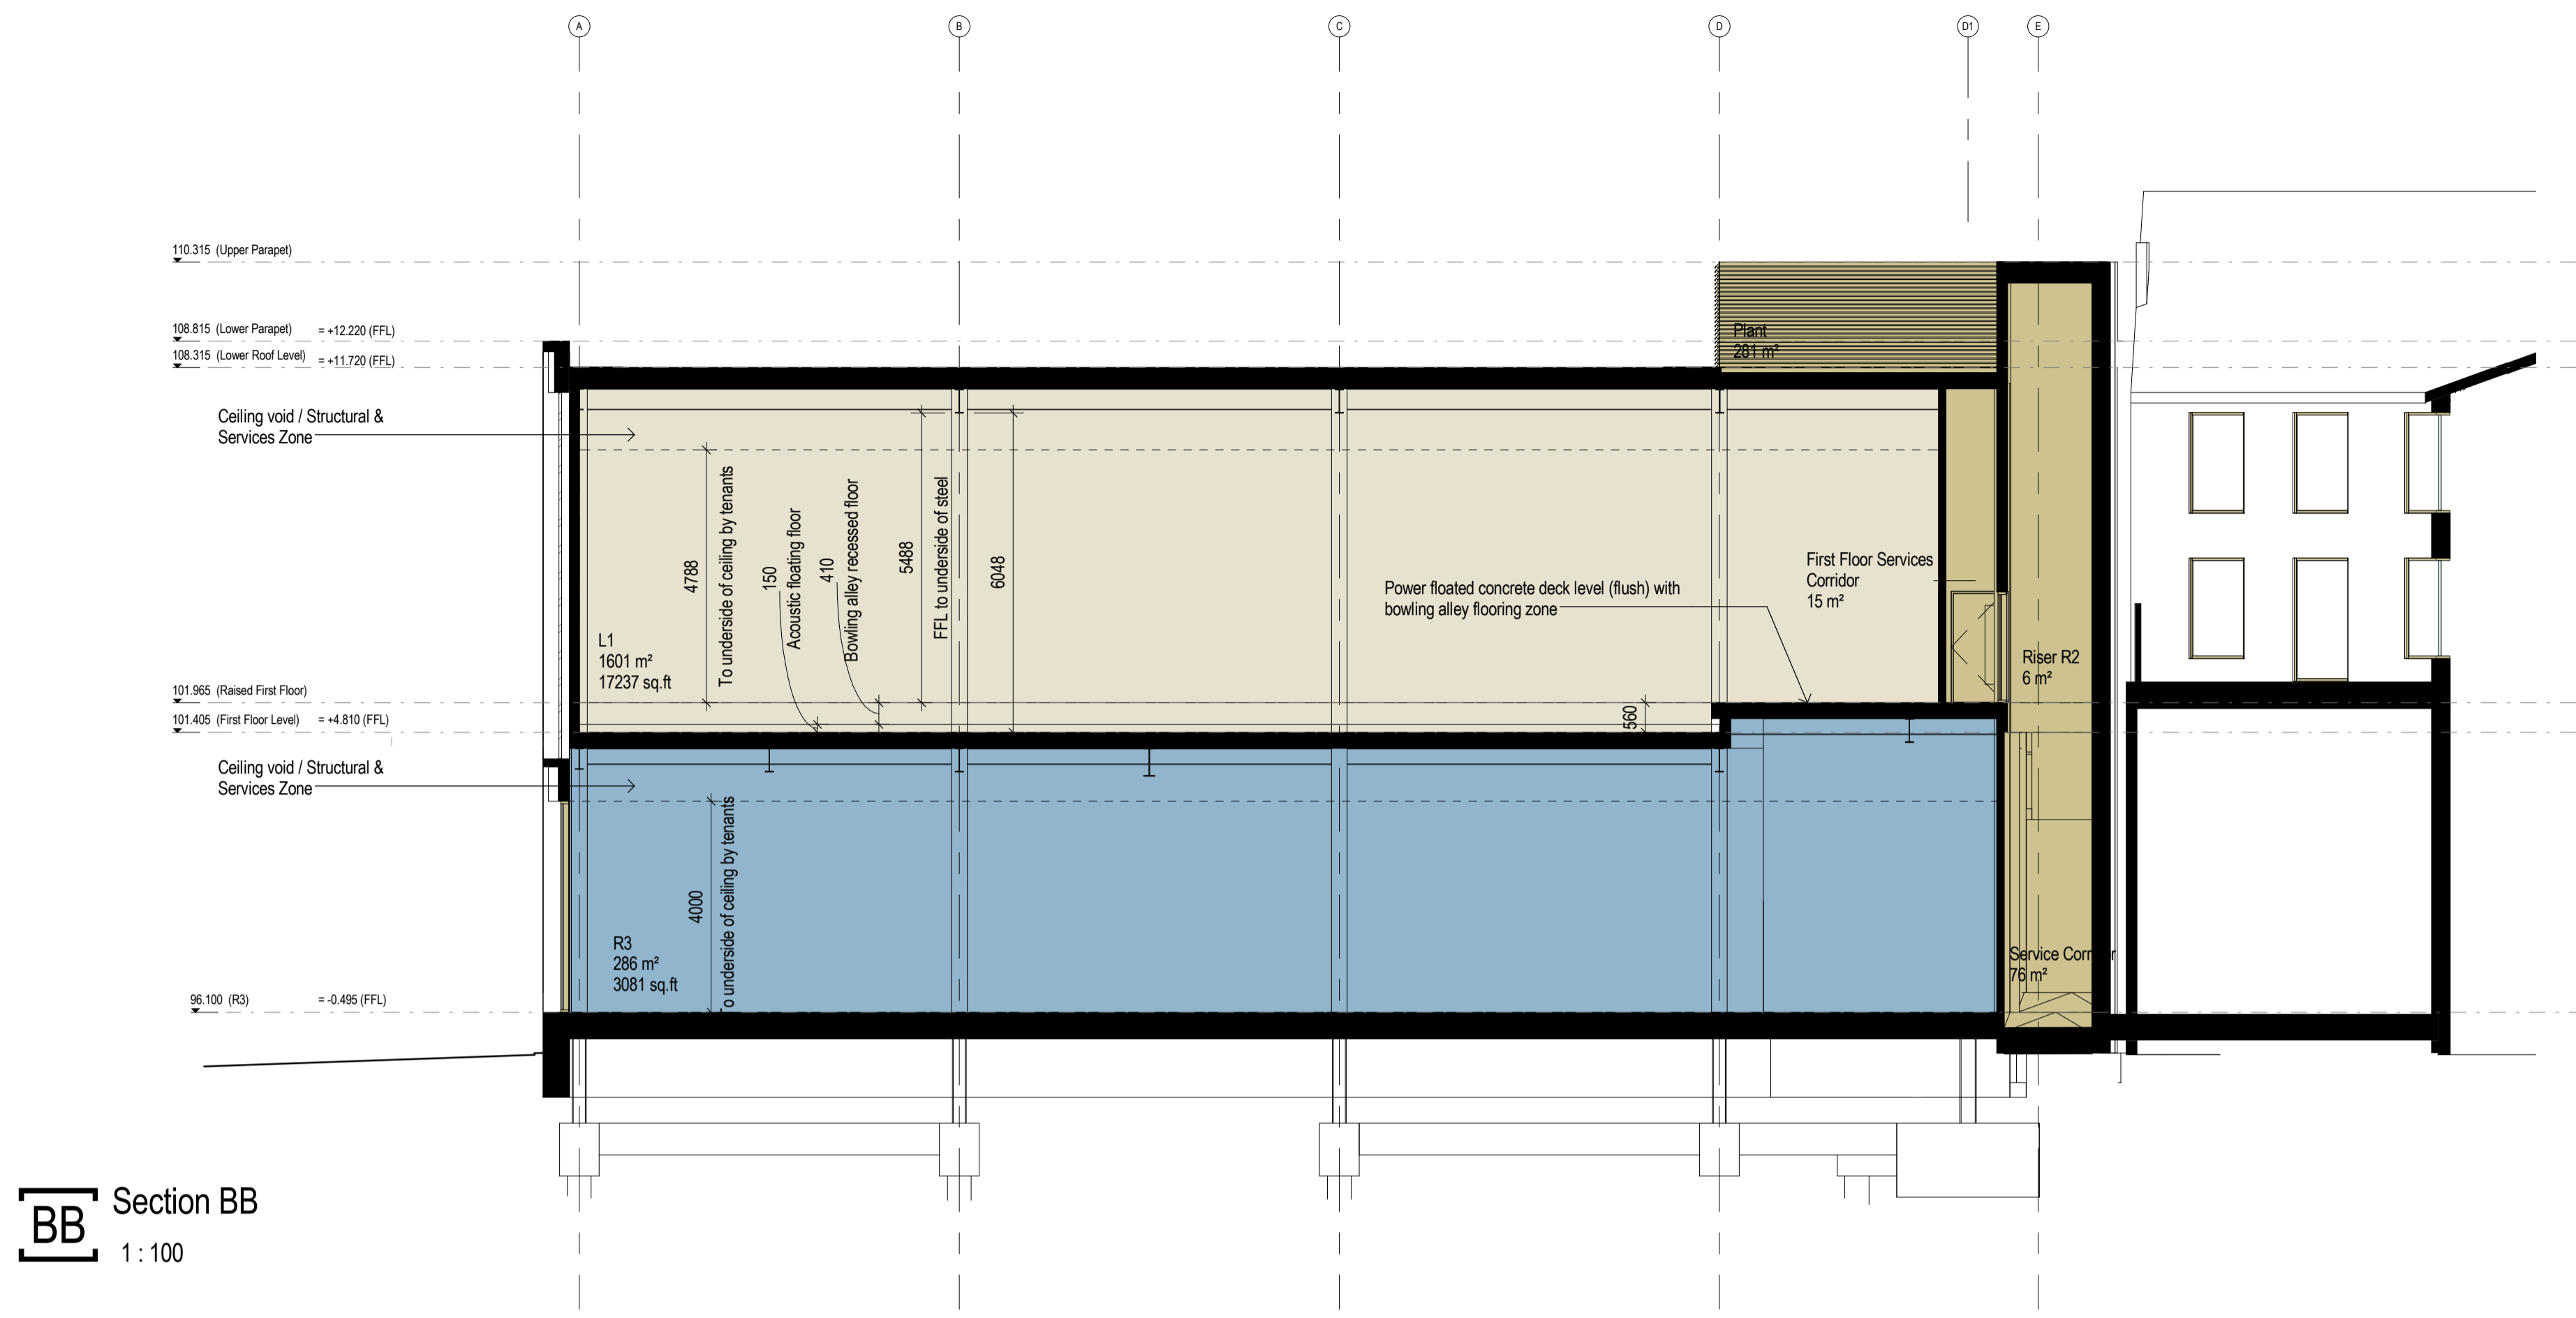 A
B
C
D
D1
E
110.315 (Upper Parapet)
108.815 (Lower Parapet) = +12.220 (FFL)
108.315 (Lower Roof Level) = +11.720 (FFL)
Plant
281 m²
Ceiling void / Structural &
Services Zone
4788
To underside of ceiling by tenants
150
Acoustic floating floor
410
Bowling alley recessed floor
5488
FFL to underside of steel
6048
First Floor Services
Corridor
15 m²
Power floated concrete deck level (flush) with
bowling alley flooring zone
L1
1601 m²
17237 sq.ft
Riser R2
6 m²
101.965 (Raised First Floor)
101.405 (First Floor Level) = +4.810 (FFL)
560
Ceiling void / Structural &
Services Zone
4000
To underside of ceiling by tenants
R3
286 m²
3081 sq.ft
Service Corr r
76 m²
96.100 (R3) = -0.495 (FFL)
BB
Section BB
1 : 100